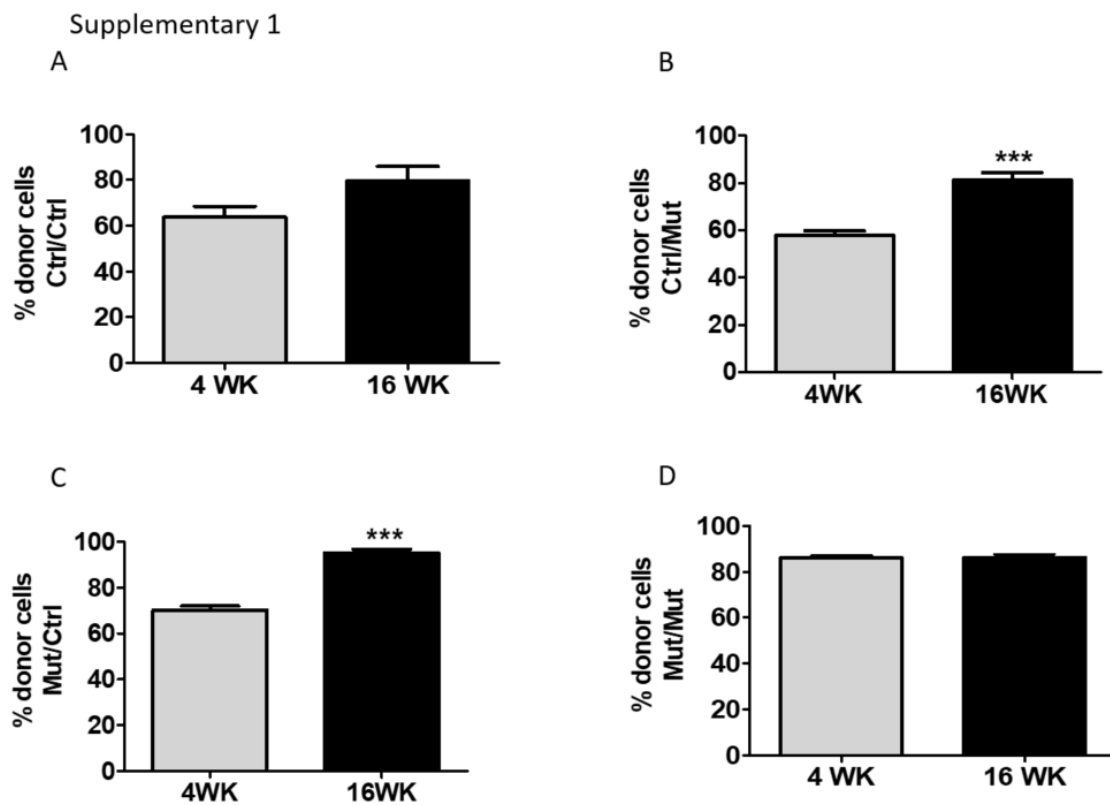 Supplementary 1
A
% donor cells
Ctrl/Ctrl
100
80
60
40
20
0
4 WK
16 WK
B
% donor cells
Ctrl/Mut
100
80
60
40
20
0
***
4WK
16WK
C
% donor cells
Mut/Ctrl
100
80
60
40
20
0
***
4WK
16WK
D
% donor cells
Mut/Mut
100
80
60
40
20
0
4 WK
16 WK